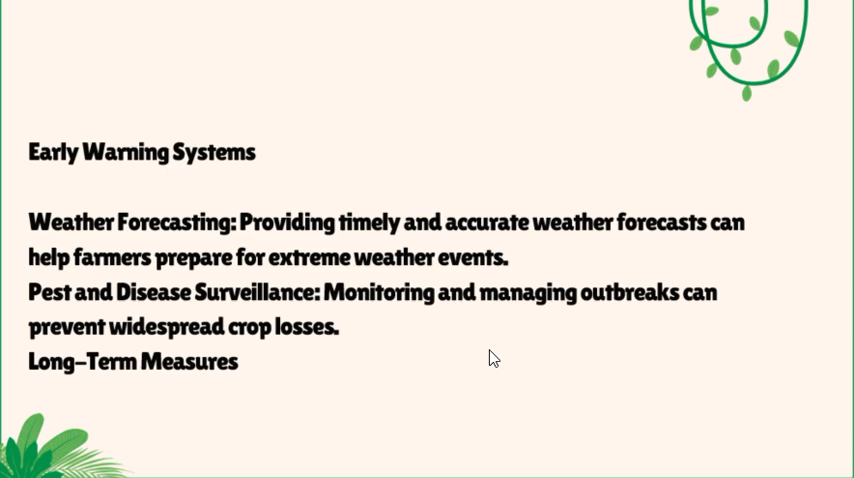 Early Warning Systems
Weather Forecasting: Providing timely and accurate weather forecasts can
help farmers prepare for extreme weather events.
Pest and Disease Surveillance: Monitoring and managing outbreaks can
prevent widespread crop losses.
Long-Term Measures